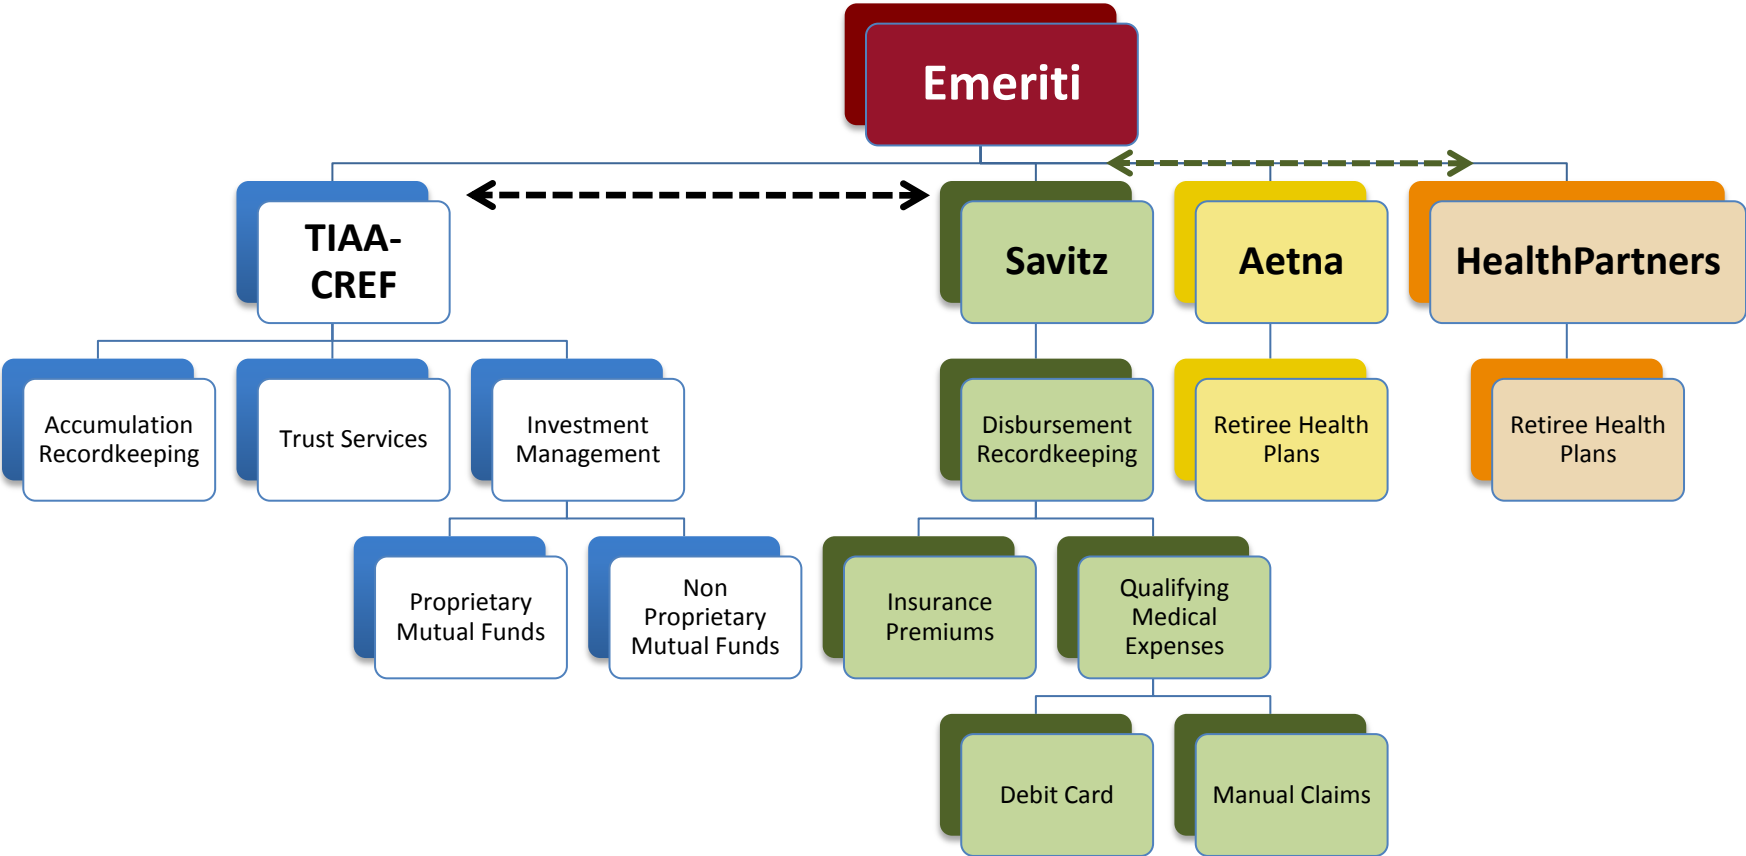 Emeriti
TIAA-
CREF
Savitz
Aetna
HealthPartners
Accumulation
Recordkeeping
Trust Services
Investment
Management
Disbursement
Recordkeeping
Retiree Health
Plans
Retiree Health
Plans
Proprietary
Mutual Funds
Non
Proprietary
Mutual Funds
Insurance
Premiums
Qualifying
Medical
Expenses
Debit Card
Manual Claims